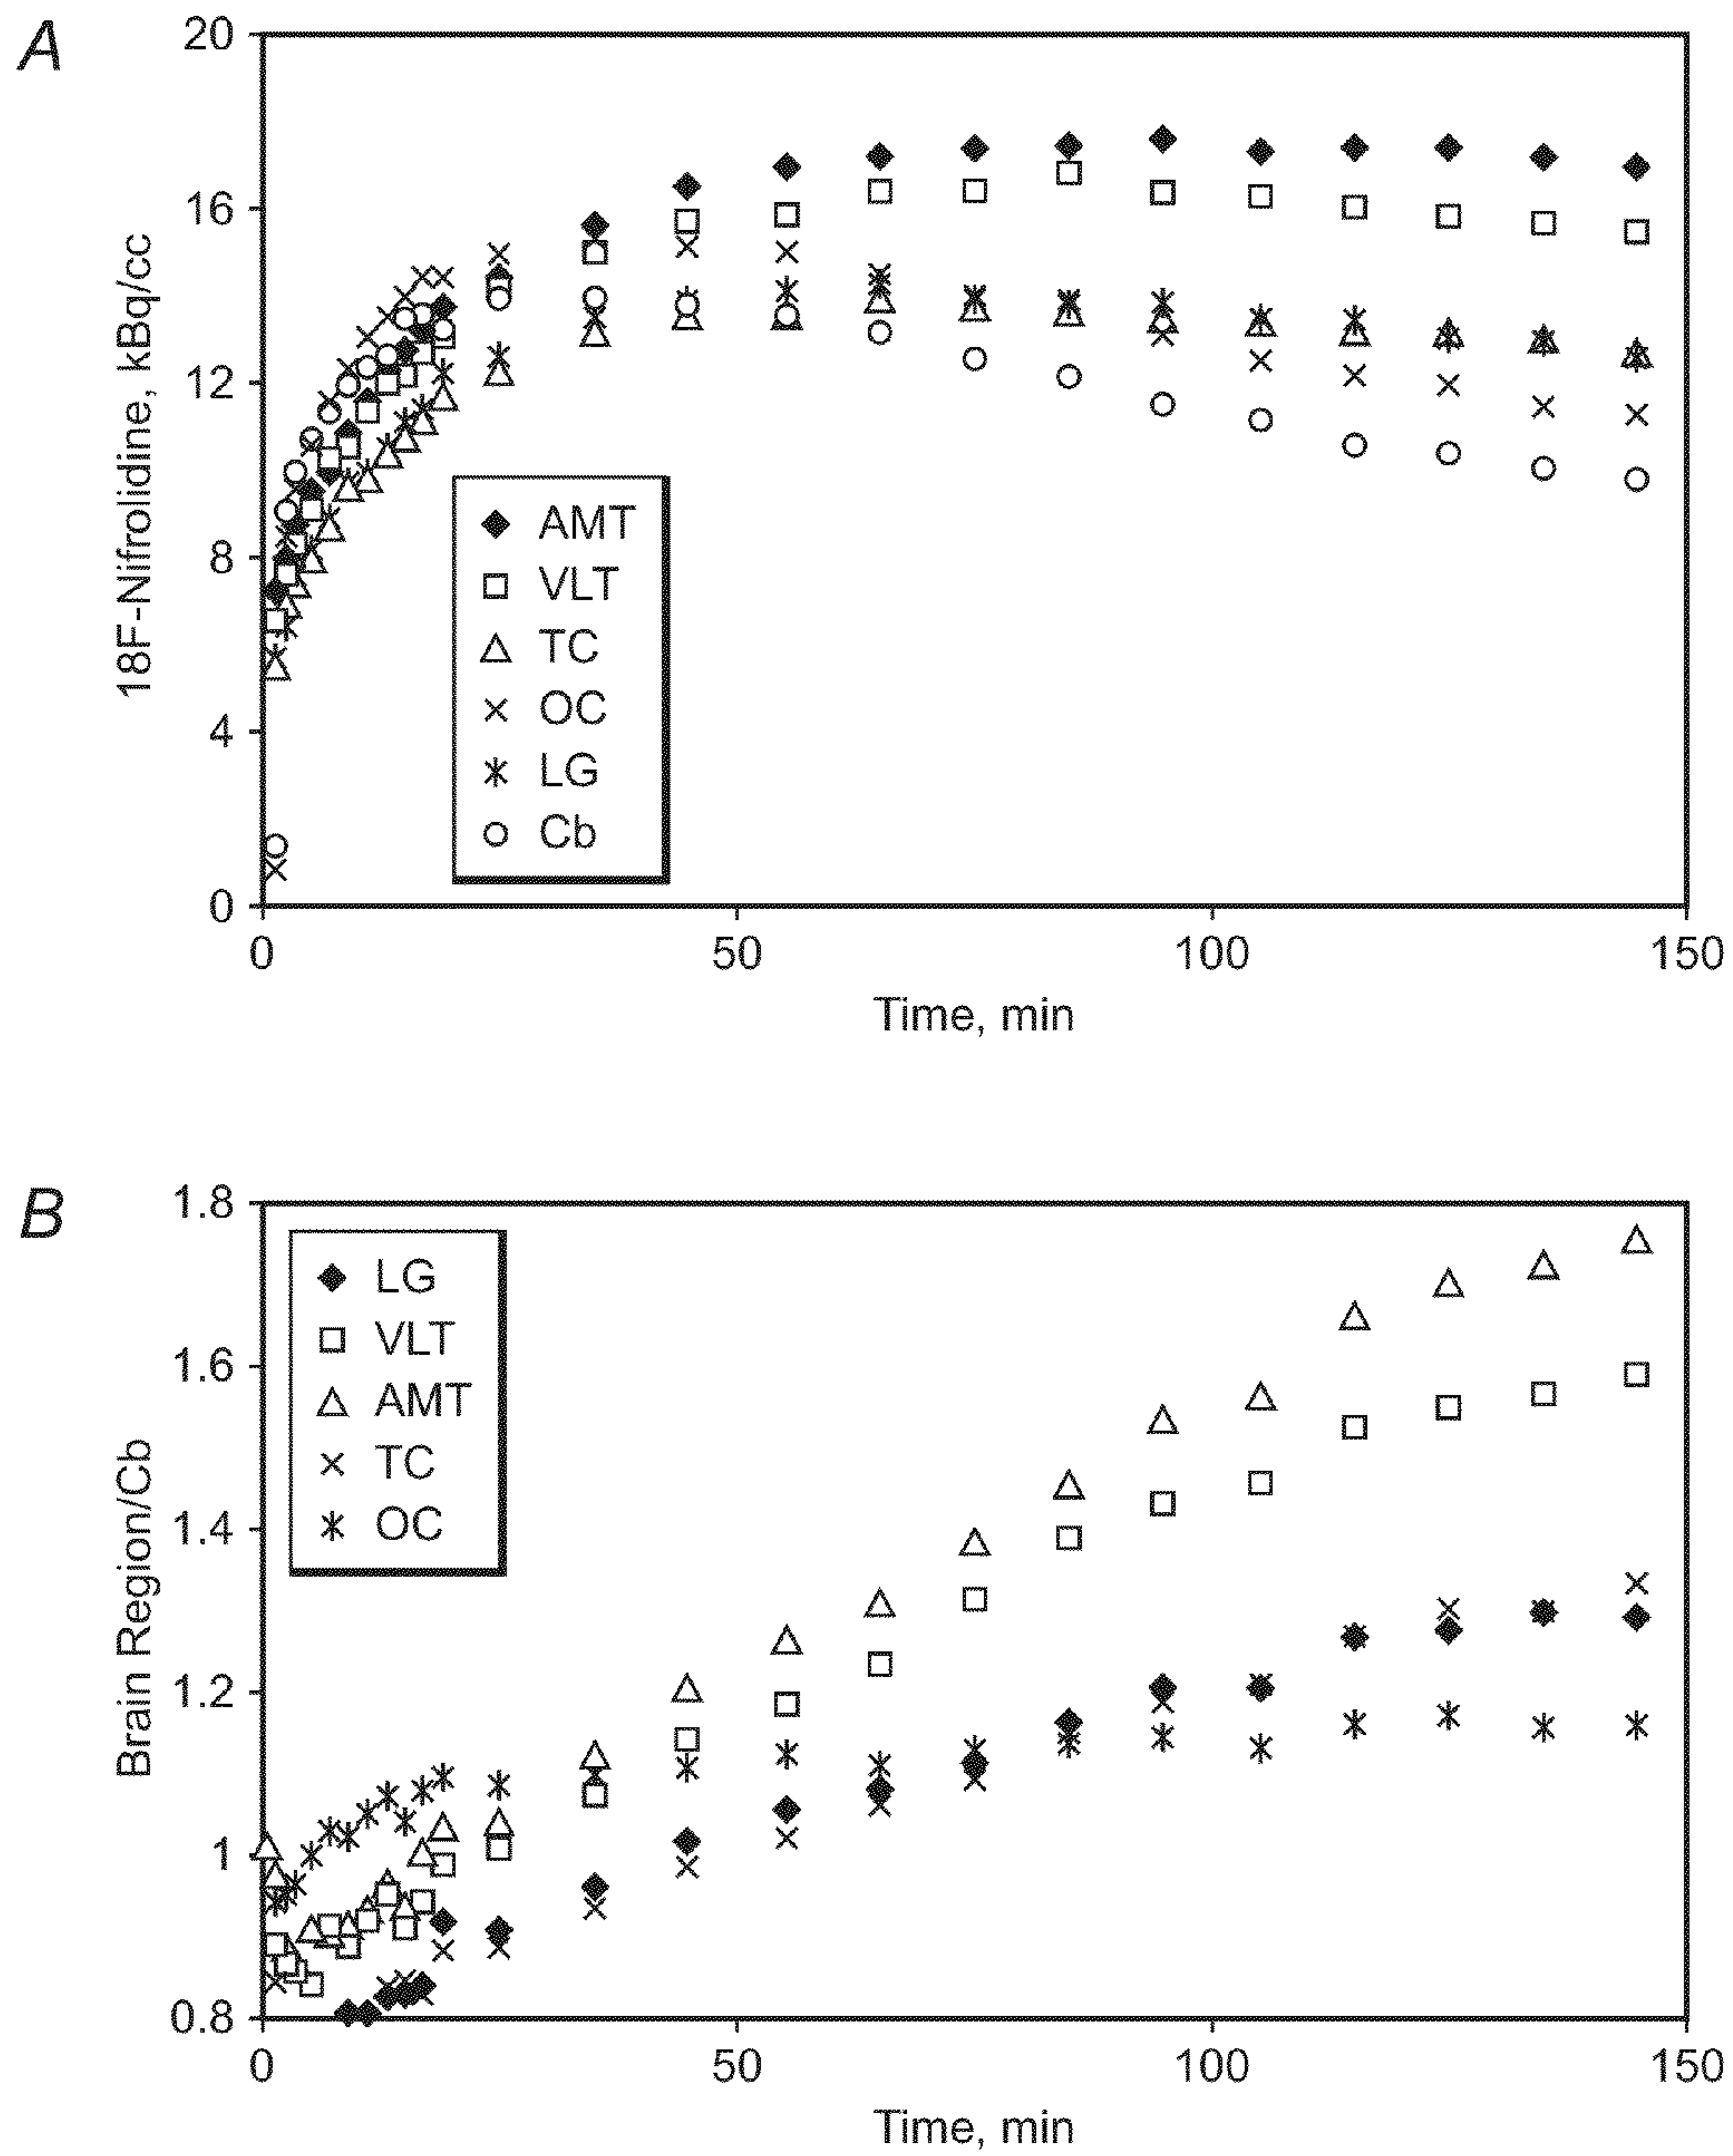 A
20
16
12
8
4
0
18F-Nifrolidine, kBq/cc
AMT
VLT
TC
OC
LG
Cb
0 50 100 150
Time, min
B
1.8
1.6
1.4
1.2
1
0.8
Brain Region/Cb
LG
VLT
AMT
TC
OC
0 50 100 150
Time, min